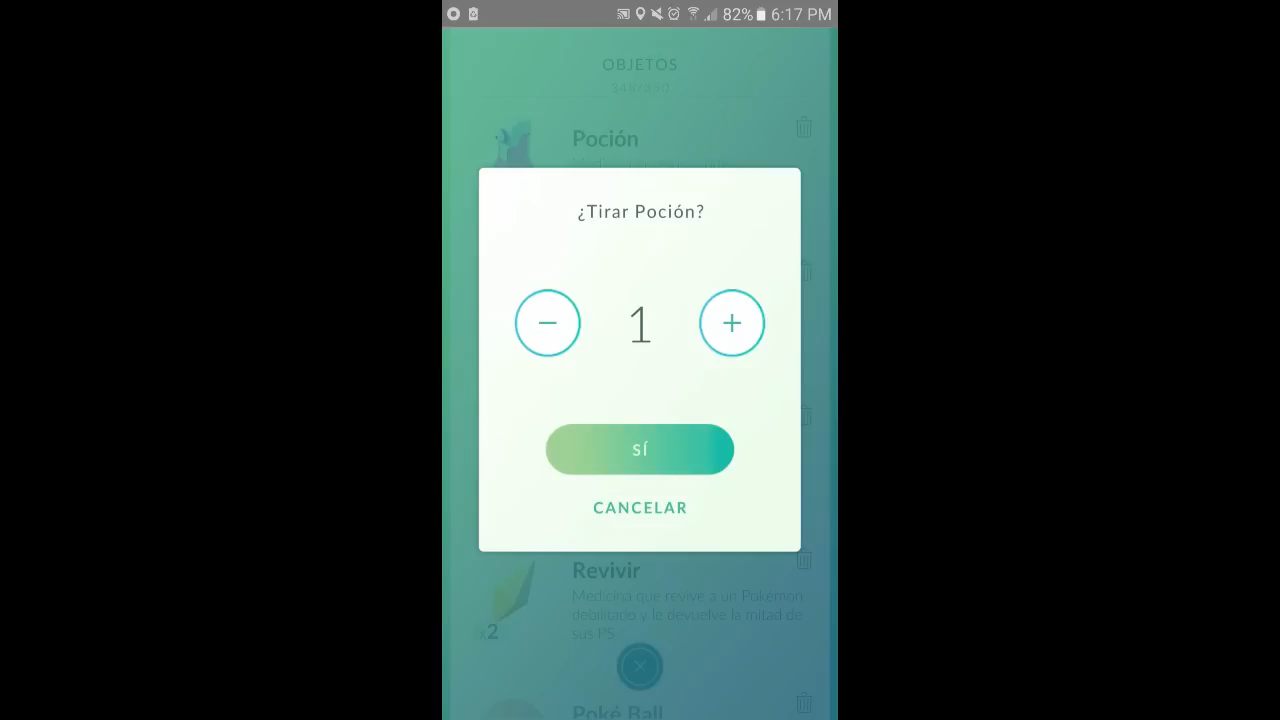 82% 6:17 PM
OBJETOS
Poción
¿Tirar Poción?
1
SÍ
CANCELAR
Revivir
Medicina que revive a un Pokémon
debilitado y le devuelve la mitad de
sus PS.
x2
Poké Ball